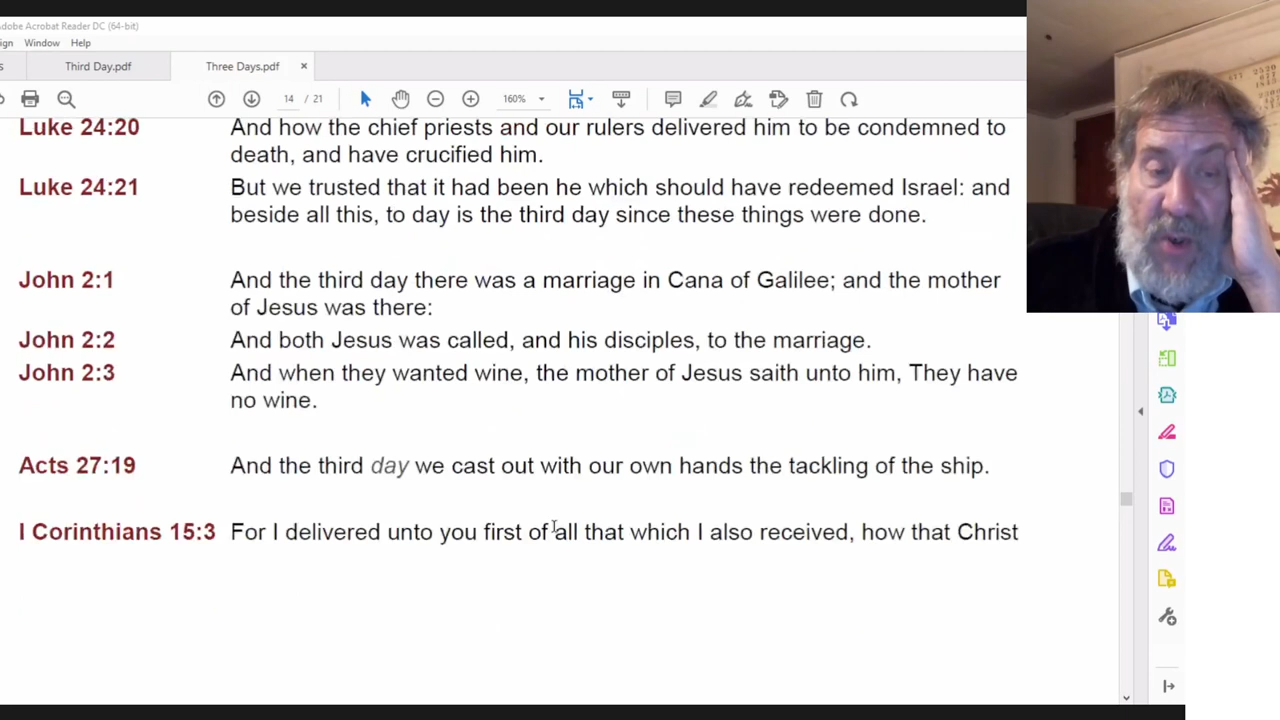 dobe Acrobat Reader DC (64-bit)
ign Window Help
s Third Day.pdf Three Days.pdf ×
14 / 21 160%
Luke 24:20 And how the chief priests and our rulers delivered him to be condemned to
death, and have crucified him.
Luke 24:21 But we trusted that it had been he which should have redeemed Israel: and
beside all this, to day is the third day since these things were done.
John 2:1 And the third day there was a marriage in Cana of Galilee; and the mother
of Jesus was there:
John 2:2 And both Jesus was called, and his disciples, to the marriage.
John 2:3 And when they wanted wine, the mother of Jesus saith unto him, They have
no wine.
Acts 27:19 And the third day we cast out with our own hands the tackling of the ship.
I Corinthians 15:3 For I delivered unto you first of all that which I also received, how that Christ